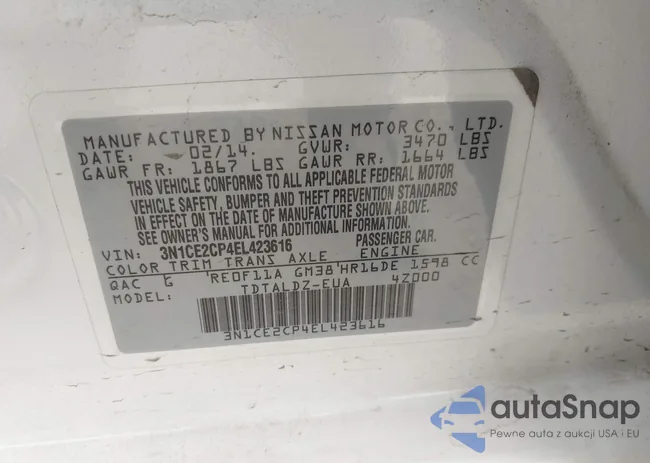 MANUFACTURED BY NISSAN MOTOR CO., LTD.
DATE: 02/14. GVWR: 3470 LBS
GAWR FR: 1867 LBS GAWR RR: 1664 LBS
THIS VEHICLE CONFORMS TO ALL APPLICABLE FEDERAL MOTOR
VEHICLE SAFETY, BUMPER AND THEFT PREVENTION STANDARDS
IN EFFECT ON THE DATE OF MANUFACTURE SHOWN ABOVE.
SEE OWNER'S MANUAL FOR ADDITIONAL INFORMATION.
VIN: 3N1CE2CP4EL423616 PASSENGER CAR.
COLOR TRIM TRANS AXLE ENGINE
QAC G RE0F11A GM38 HR16DE 1598 CC
MODEL: TDTALDZ-EUA 4Z000
3N1CE2CP4EL423616
autaSnap
Pewne auta z aukcji USA i EU